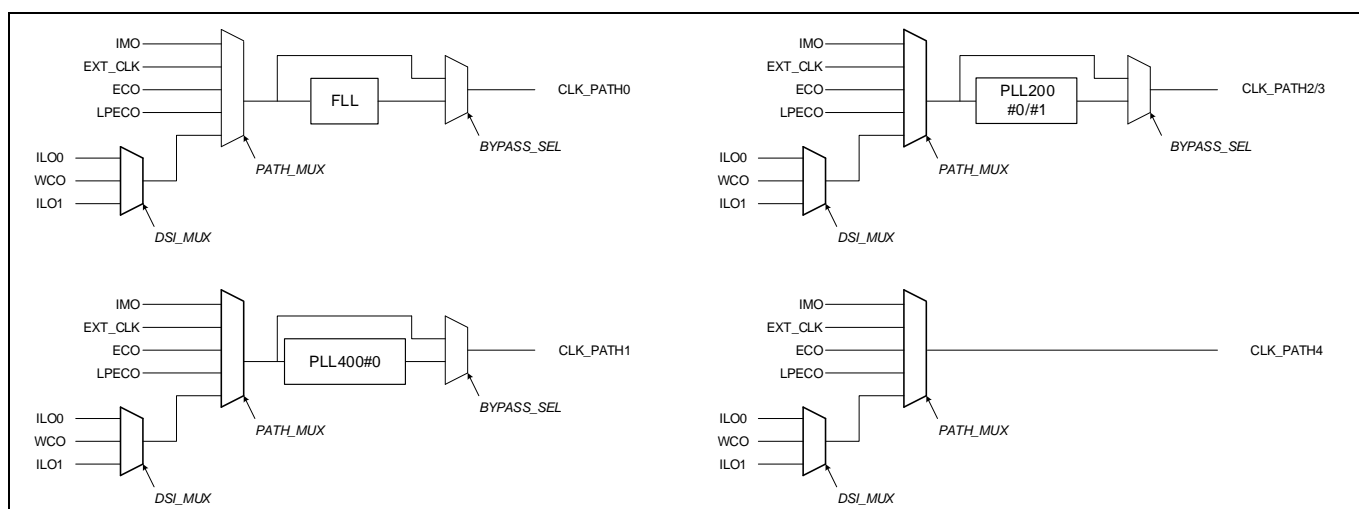 IMO
EXT_CLK
ECO
LPECO
ILO0
WCO
ILO1
FLL
CLK_PATH0
BYPASS_SEL
PATH_MUX
DSI_MUX
IMO
EXT_CLK
ECO
LPECO
ILO0
WCO
ILO1
PLL200
#0/#1
CLK_PATH2/3
BYPASS_SEL
PATH_MUX
DSI_MUX
IMO
EXT_CLK
ECO
LPECO
ILO0
WCO
ILO1
PLL400#0
CLK_PATH1
BYPASS_SEL
PATH_MUX
DSI_MUX
IMO
EXT_CLK
ECO
LPECO
ILO0
WCO
ILO1
CLK_PATH4
PATH_MUX
DSI_MUX